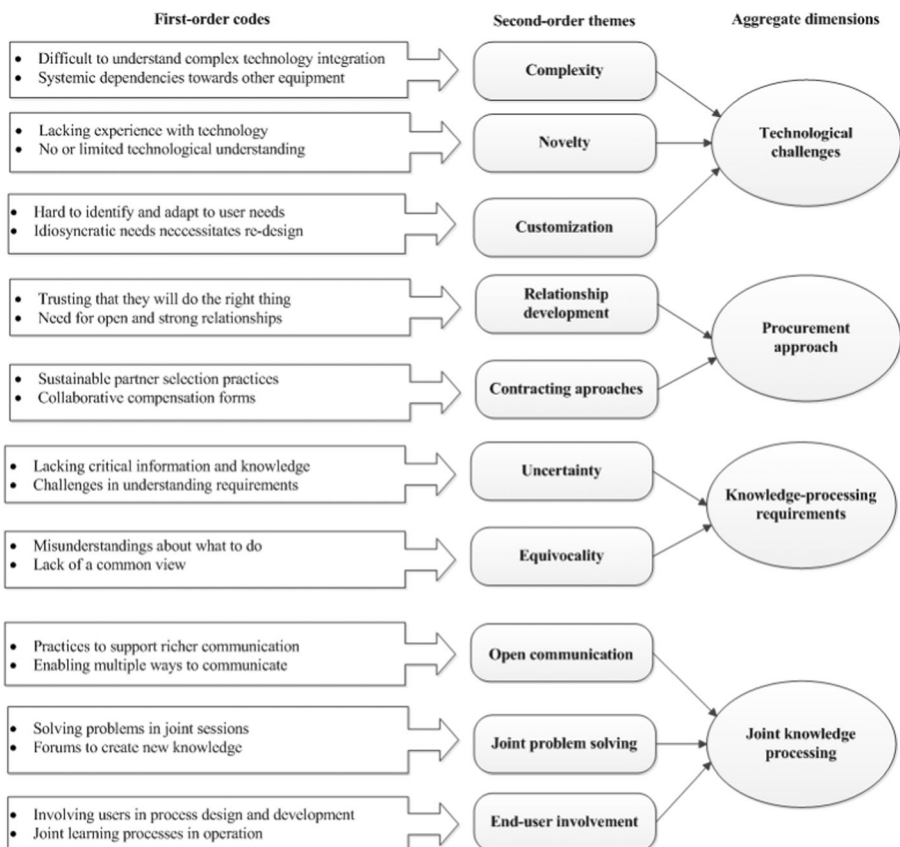 First-order codes
Second-order themes
Aggregate dimensions
• Difficult to understand complex technology integration
• Systemic dependencies towards other equipment
Complexity
• Lacking experience with technology
• No or limited technological understanding
Novelty
Technological
challenges
• Hard to identify and adapt to user needs
• Idiosyncratic needs neccessitates re-design
Customization
• Trusting that they will do the right thing
• Need for open and strong relationships
Relationship
development
Procurement
approach
• Sustainable partner selection practices
• Collaborative compensation forms
Contracting aproaches
• Lacking critical information and knowledge
• Challenges in understanding requirements
Uncertainty
Knowledge-processing
requirements
• Misunderstandings about what to do
• Lack of a common view
Equivocality
• Practices to support richer communication
• Enabling multiple ways to communicate
Open communication
• Solving problems in joint sessions
• Forums to create new knowledge
Joint problem solving
Joint knowledge
processing
• Involving users in process design and development
• Joint learning processes in operation
End-user involvement